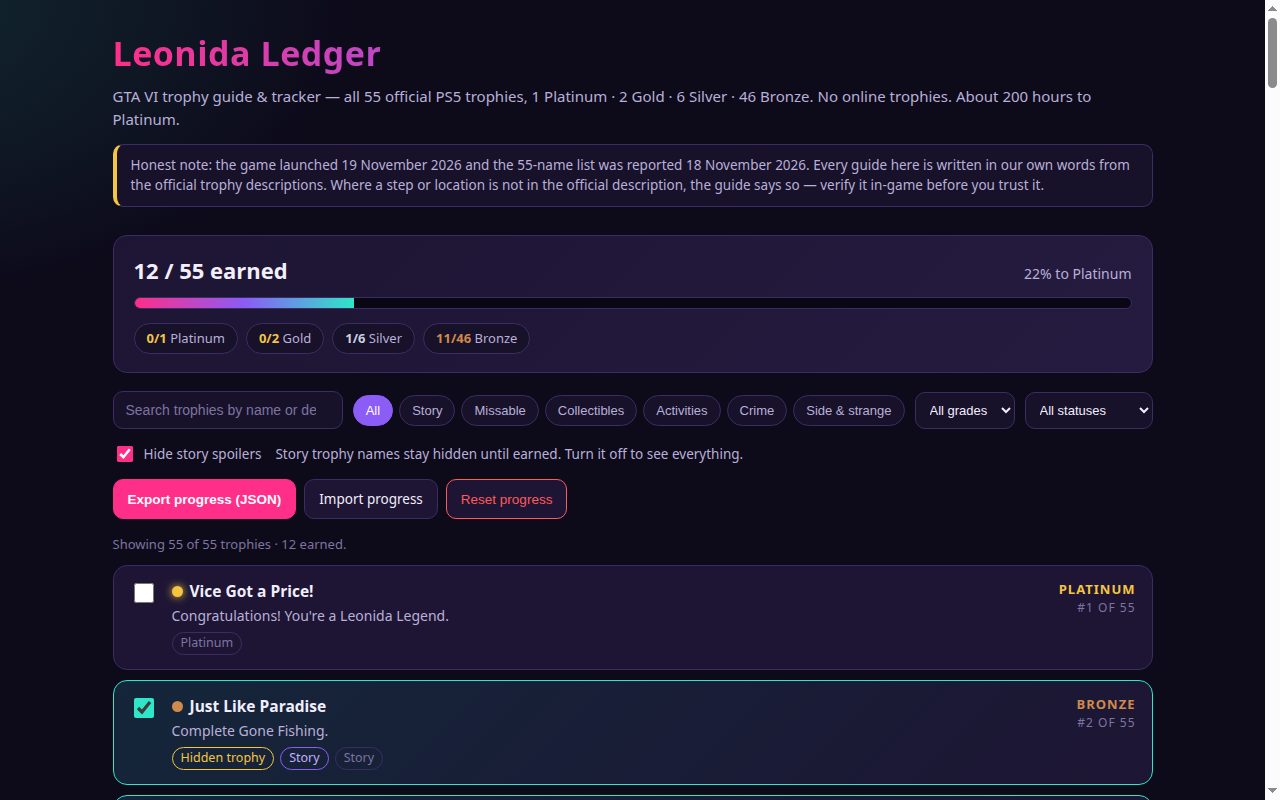 Leonida Ledger
GTA VI trophy guide & tracker — all 55 official PS5 trophies, 1 Platinum · 2 Gold · 6 Silver · 46 Bronze. No online trophies. About 200 hours to
Platinum.
Honest note: the game launched 19 November 2026 and the 55-name list was reported 18 November 2026. Every guide here is written in our own words from
the official trophy descriptions. Where a step or location is not in the official description, the guide says so — verify it in-game before you trust it.
12 / 55 earned
22% to Platinum
0/1 Platinum
0/2 Gold
1/6 Silver
11/46 Bronze
Search trophies by name or de
All
Story
Missable
Collectibles
Activities
Crime
Side & strange
All grades
All statuses
Hide story spoilers
Story trophy names stay hidden until earned. Turn it off to see everything.
Export progress (JSON)
Import progress
Reset progress
Showing 55 of 55 trophies · 12 earned.
Vice Got a Price!
PLATINUM
#1 OF 55
Congratulations! You're a Leonida Legend.
Platinum
Just Like Paradise
BRONZE
#2 OF 55
Complete Gone Fishing.
Hidden trophy
Story
Story